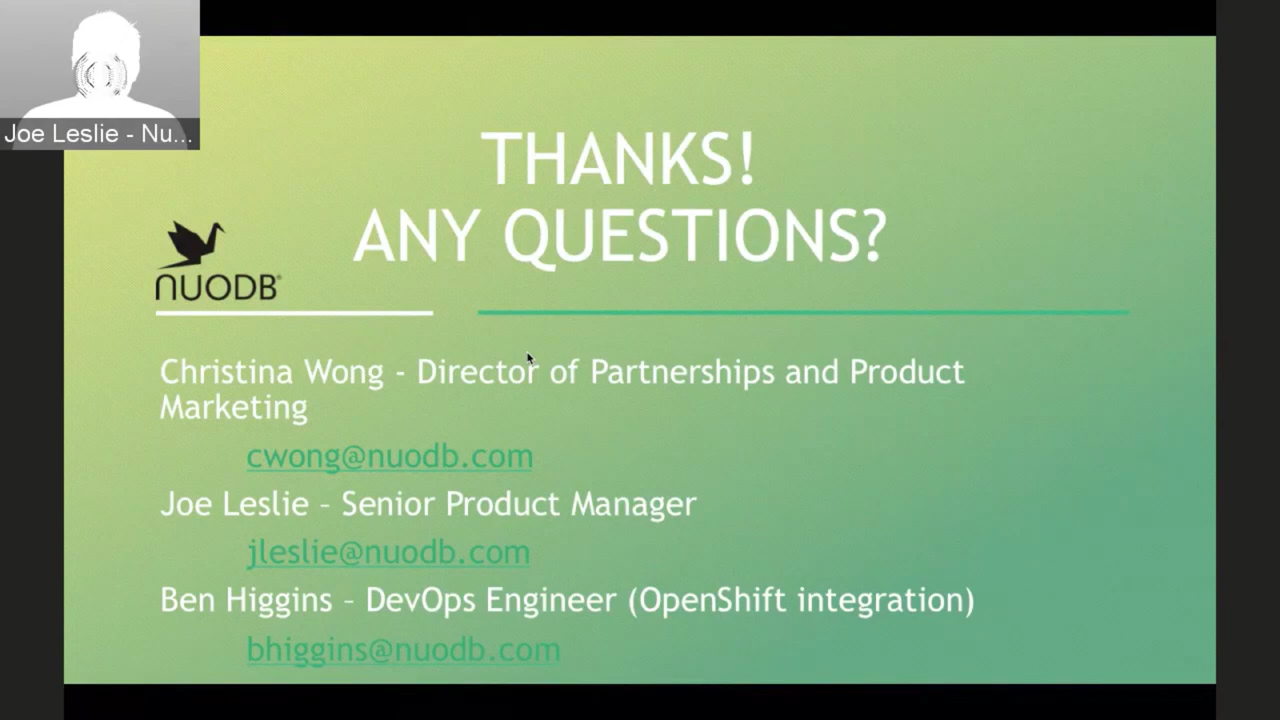 Joe Leslie - Nu...
THANKS!
ANY QUESTIONS?
NUODB®
Christina Wong - Director of Partnerships and Product
Marketing
cwong@nuodb.com
Joe Leslie – Senior Product Manager
jleslie@nuodb.com
Ben Higgins – DevOps Engineer (OpenShift integration)
bhiggins@nuodb.com